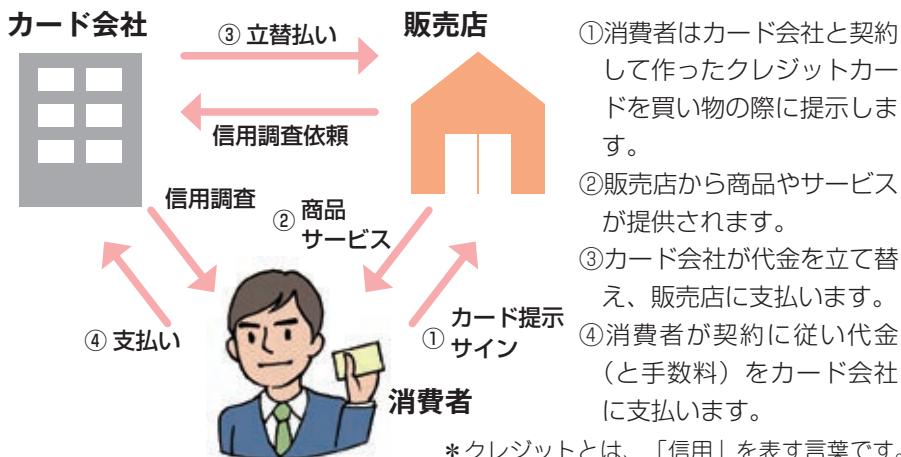 カード会社
③ 立替払い
販売店
信用調査依頼
信用調査
② 商品
サービス
④ 支払い
① カード提示
サイン
消費者
①消費者はカード会社と契約
して作ったクレジットカー
ドを買い物の際に提示しま
す。
②販売店から商品やサービス
が提供されます。
③カード会社が代金を立て替
え、販売店に支払います。
④消費者が契約に従い代金
（と手数料）をカード会社
に支払います。
＊クレジットとは、「信用」を表す言葉です。